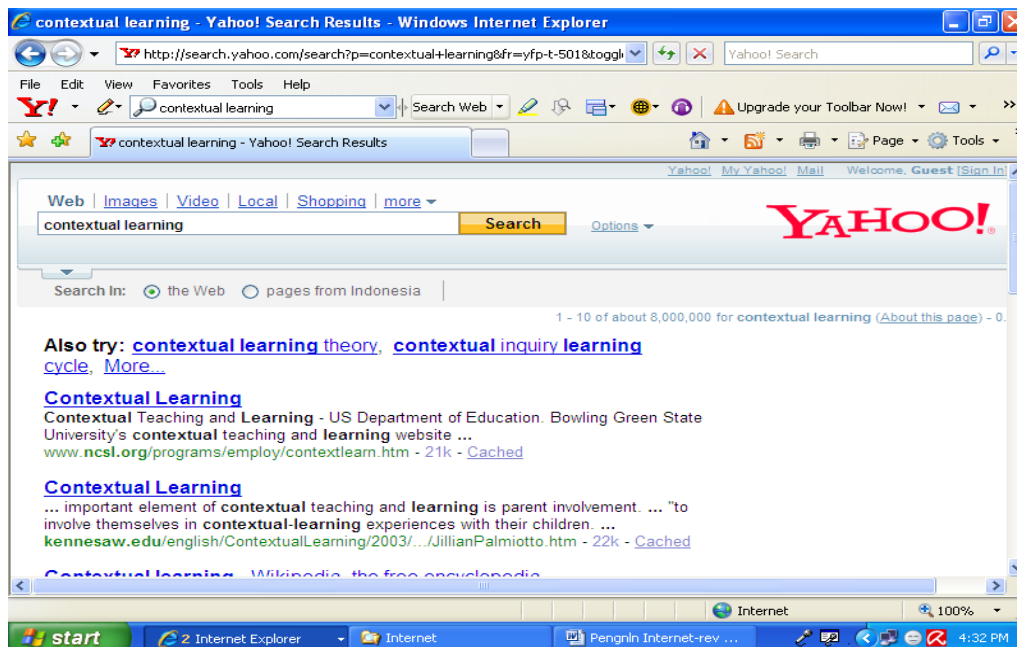 contextual learning - Yahoo! Search Results - Windows Internet Explorer
http://search.yahoo.com/search?p=contextual+learning&fr=yfp-t-501&toggl Yahoo! Search
File Edit View Favorites Tools Help
Y! contextual learning Search Web Upgrade your Toolbar Now! >>
contextual learning - Yahoo! Search Results Page Tools
Yahoo! My Yahoo! Mail Welcome, Guest [Sign In]
Web | Images | Video | Local | Shopping | more
contextual learning Search Options YAHOO!
Search In: the Web pages from Indonesia
1 - 10 of about 8,000,000 for contextual learning (About this page) - 0.
Also try: contextual learning theory, contextual inquiry learning
cycle, More...
Contextual Learning
Contextual Teaching and Learning - US Department of Education. Bowling Green State
University's contextual teaching and learning website ...
www.ncsl.org/programs/employ/contextlearn.htm - 21k - Cached
Contextual Learning
... important element of contextual teaching and learning is parent involvement. ... "to
involve themselves in contextual-learning experiences with their children. ...
kennesaw.edu/english/ContextualLearning/2003/.../JillianPalmiotto.htm - 22k - Cached
Contextual learning - Wikipedia, the free encyclopedia
Internet 100%
start 2 Internet Explorer Internet Pengnln Internet-rev ... 4:32 PM